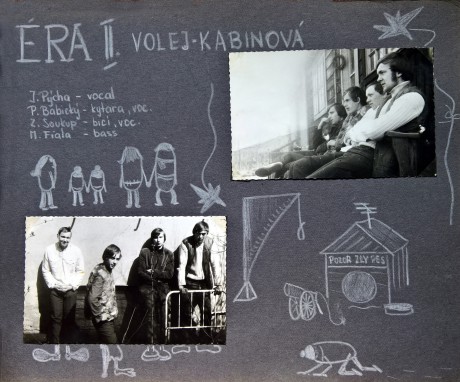 ÉRA II. VOLEJ-KABINOVÁ
J. Pýcha - vocal
P. Babický - kytara, voc.
Z. Soukup - bicí, voc.
M. Fiala - bass
POZOR ZLÝ PES